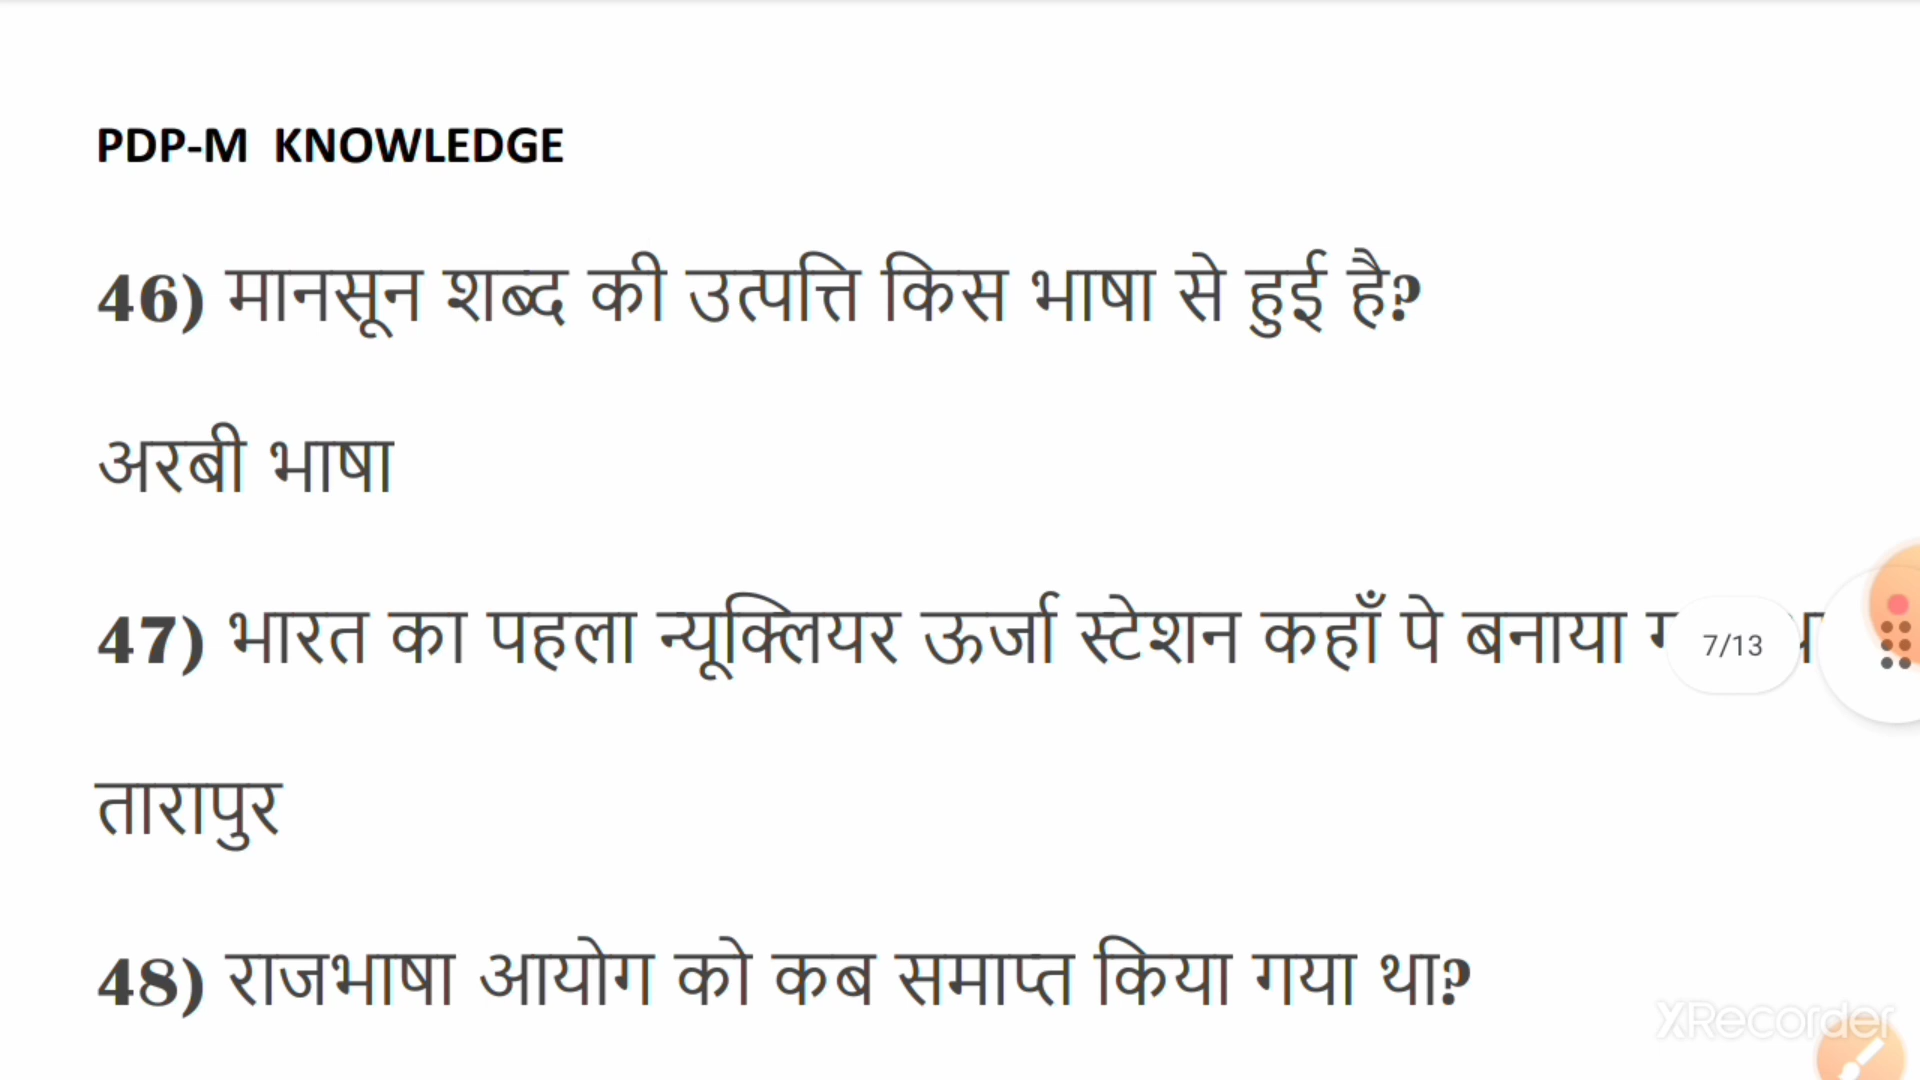 PDP-M KNOWLEDGE
46) मानसून शब्द की उत्पत्ति किस भाषा से हुई है?
अरबी भाषा
47) भारत का पहला न्यूक्लियर ऊर्जा स्टेशन कहाँ पे बनाया
7/13
तारापुर
48) राजभाषा आयोग को कब समाप्त किया गया था?
XRecorder